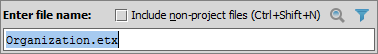 Enter file name: Include non-project files (Ctrl+Shift+N)
Organization.etx